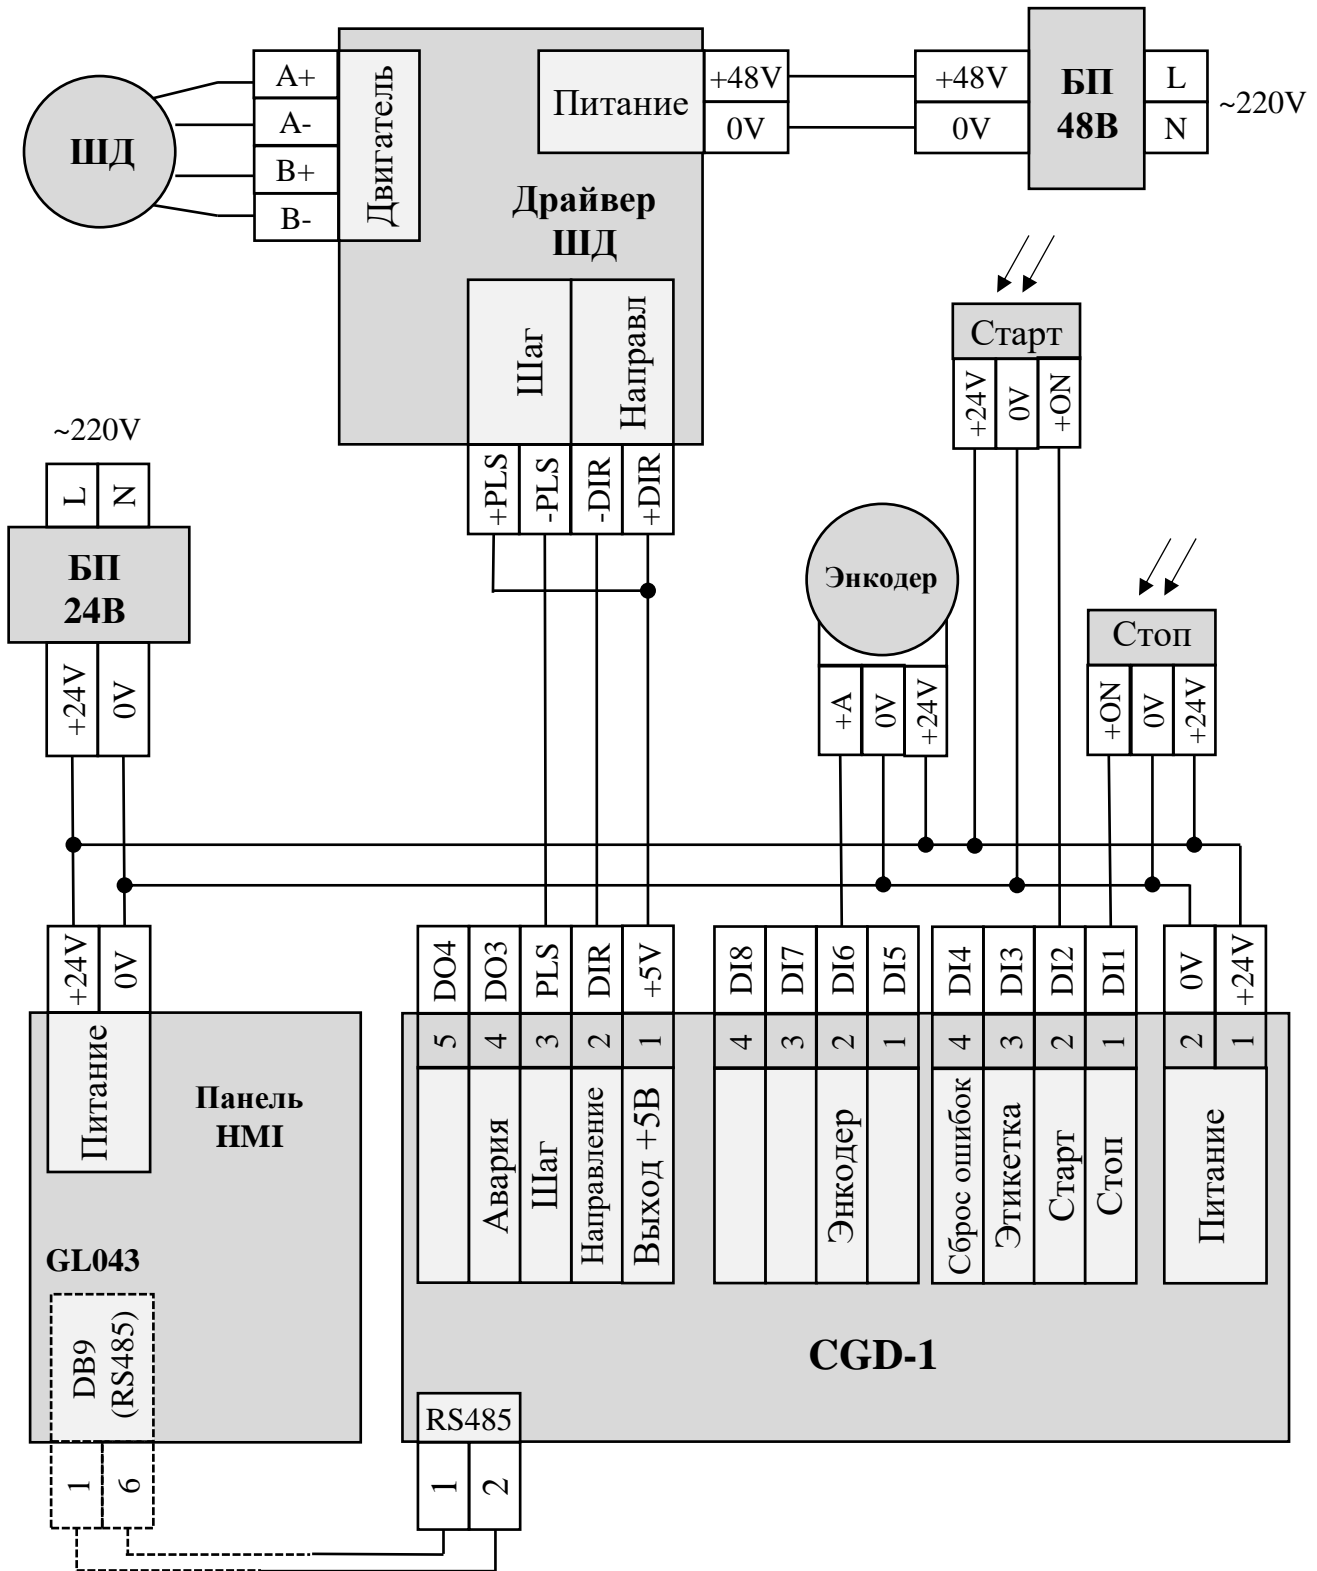 A+
A-
B+
B-
ШД
Двигатель
Питание
+48V
0V
+48V
0V
БП
48В
L
N
~220V
Драйвер
ШД
Шаг
Направл
+PLS
-PLS
-DIR
+DIR
Старт
+24V
0V
+ON
~220V
L
N
БП
24В
+24V
0V
Энкодер
+A
0V
+24V
Стоп
+ON
0V
+24V
+24V
0V
Питание
Панель
HMI
GL043
DB9
(RS485)
1
6
DO4
DO3
PLS
DIR
+5V
5
4
3
2
1
Авария
Шаг
Направление
Выход +5В
DI8
DI7
DI6
DI5
4
3
2
1
Энкодер
DI4
DI3
DI2
DI1
4
3
2
1
Сброс ошибок
Этикетка
Старт
Стоп
0V
+24V
2
1
Питание
CGD-1
RS485
1
2